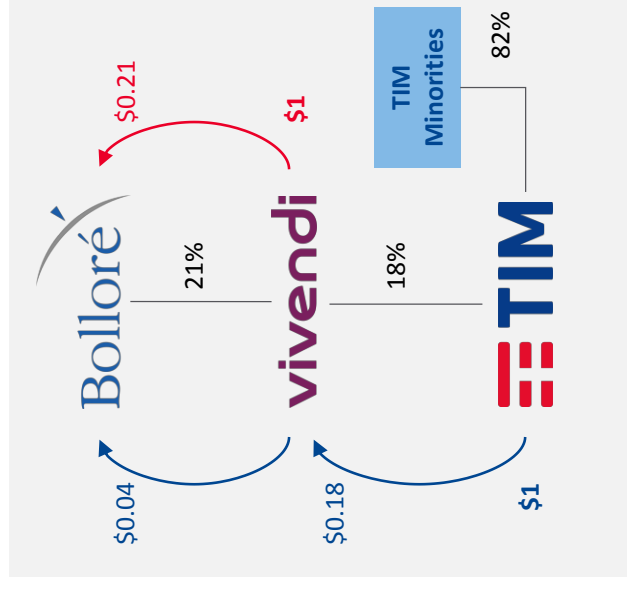 Bolloré
$0.04
$0.21
21%
vivendi
$1
$0.18
18%
TIM
Minorities
TIM
$1
82%